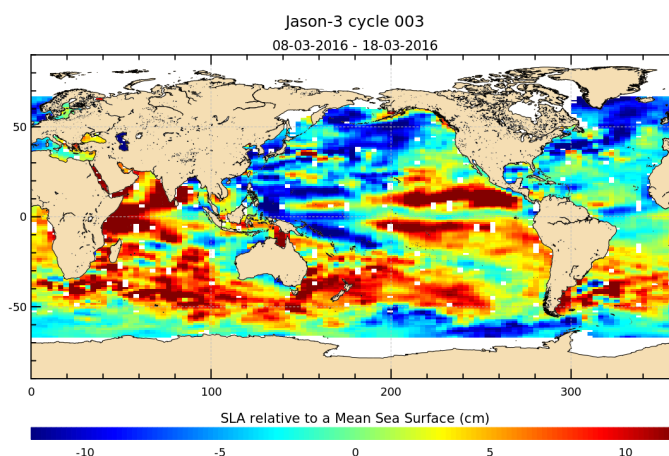 Jason-3 cycle 003
08-03-2016 - 18-03-2016
50
0
-50
0 100 200 300
SLA relative to a Mean Sea Surface (cm)
-10 -5 0 5 10